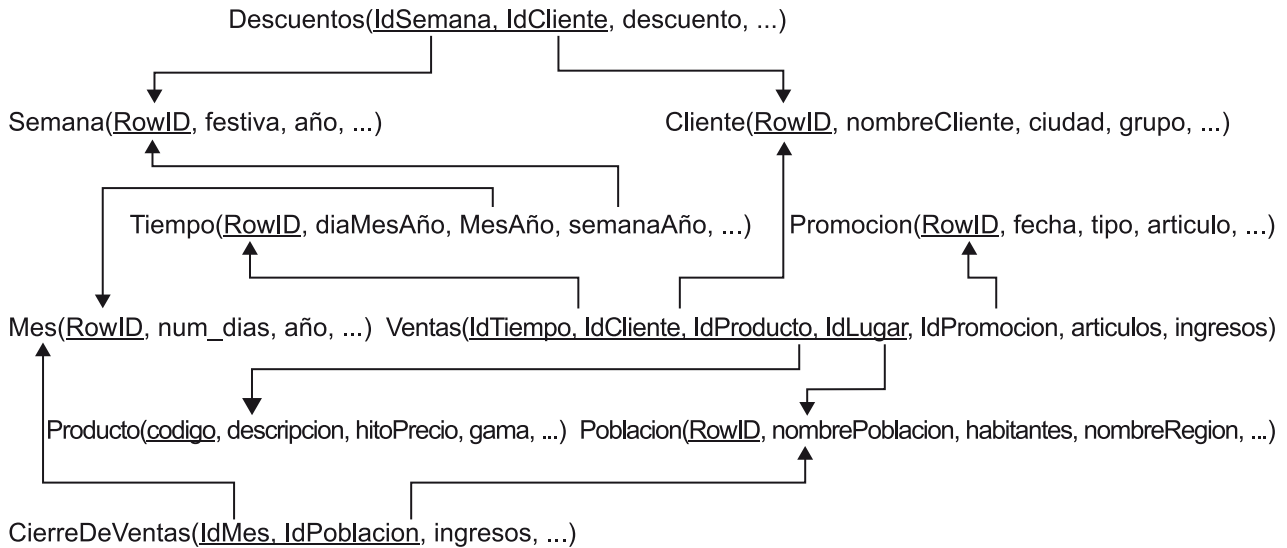 Descuentos(IdSemana, IdCliente, descuento, ...)
Semana(RowID, festiva, año, ...)
Cliente(RowID, nombreCliente, ciudad, grupo, ...)
Tiempo(RowID, diaMesAño, MesAño, semanaAño, ...)
Promocion(RowID, fecha, tipo, articulo, ...)
Mes(RowID, num_dias, año, ...)
Ventas(IdTiempo, IdCliente, IdProducto, IdLugar, IdPromocion, articulos, ingresos)
Producto(codigo, descripcion, hitoPrecio, gama, ...)
Poblacion(RowID, nombrePoblacion, habitantes, nombreRegion, ...)
CierreDeVentas(IdMes, IdPoblacion, ingresos, ...)